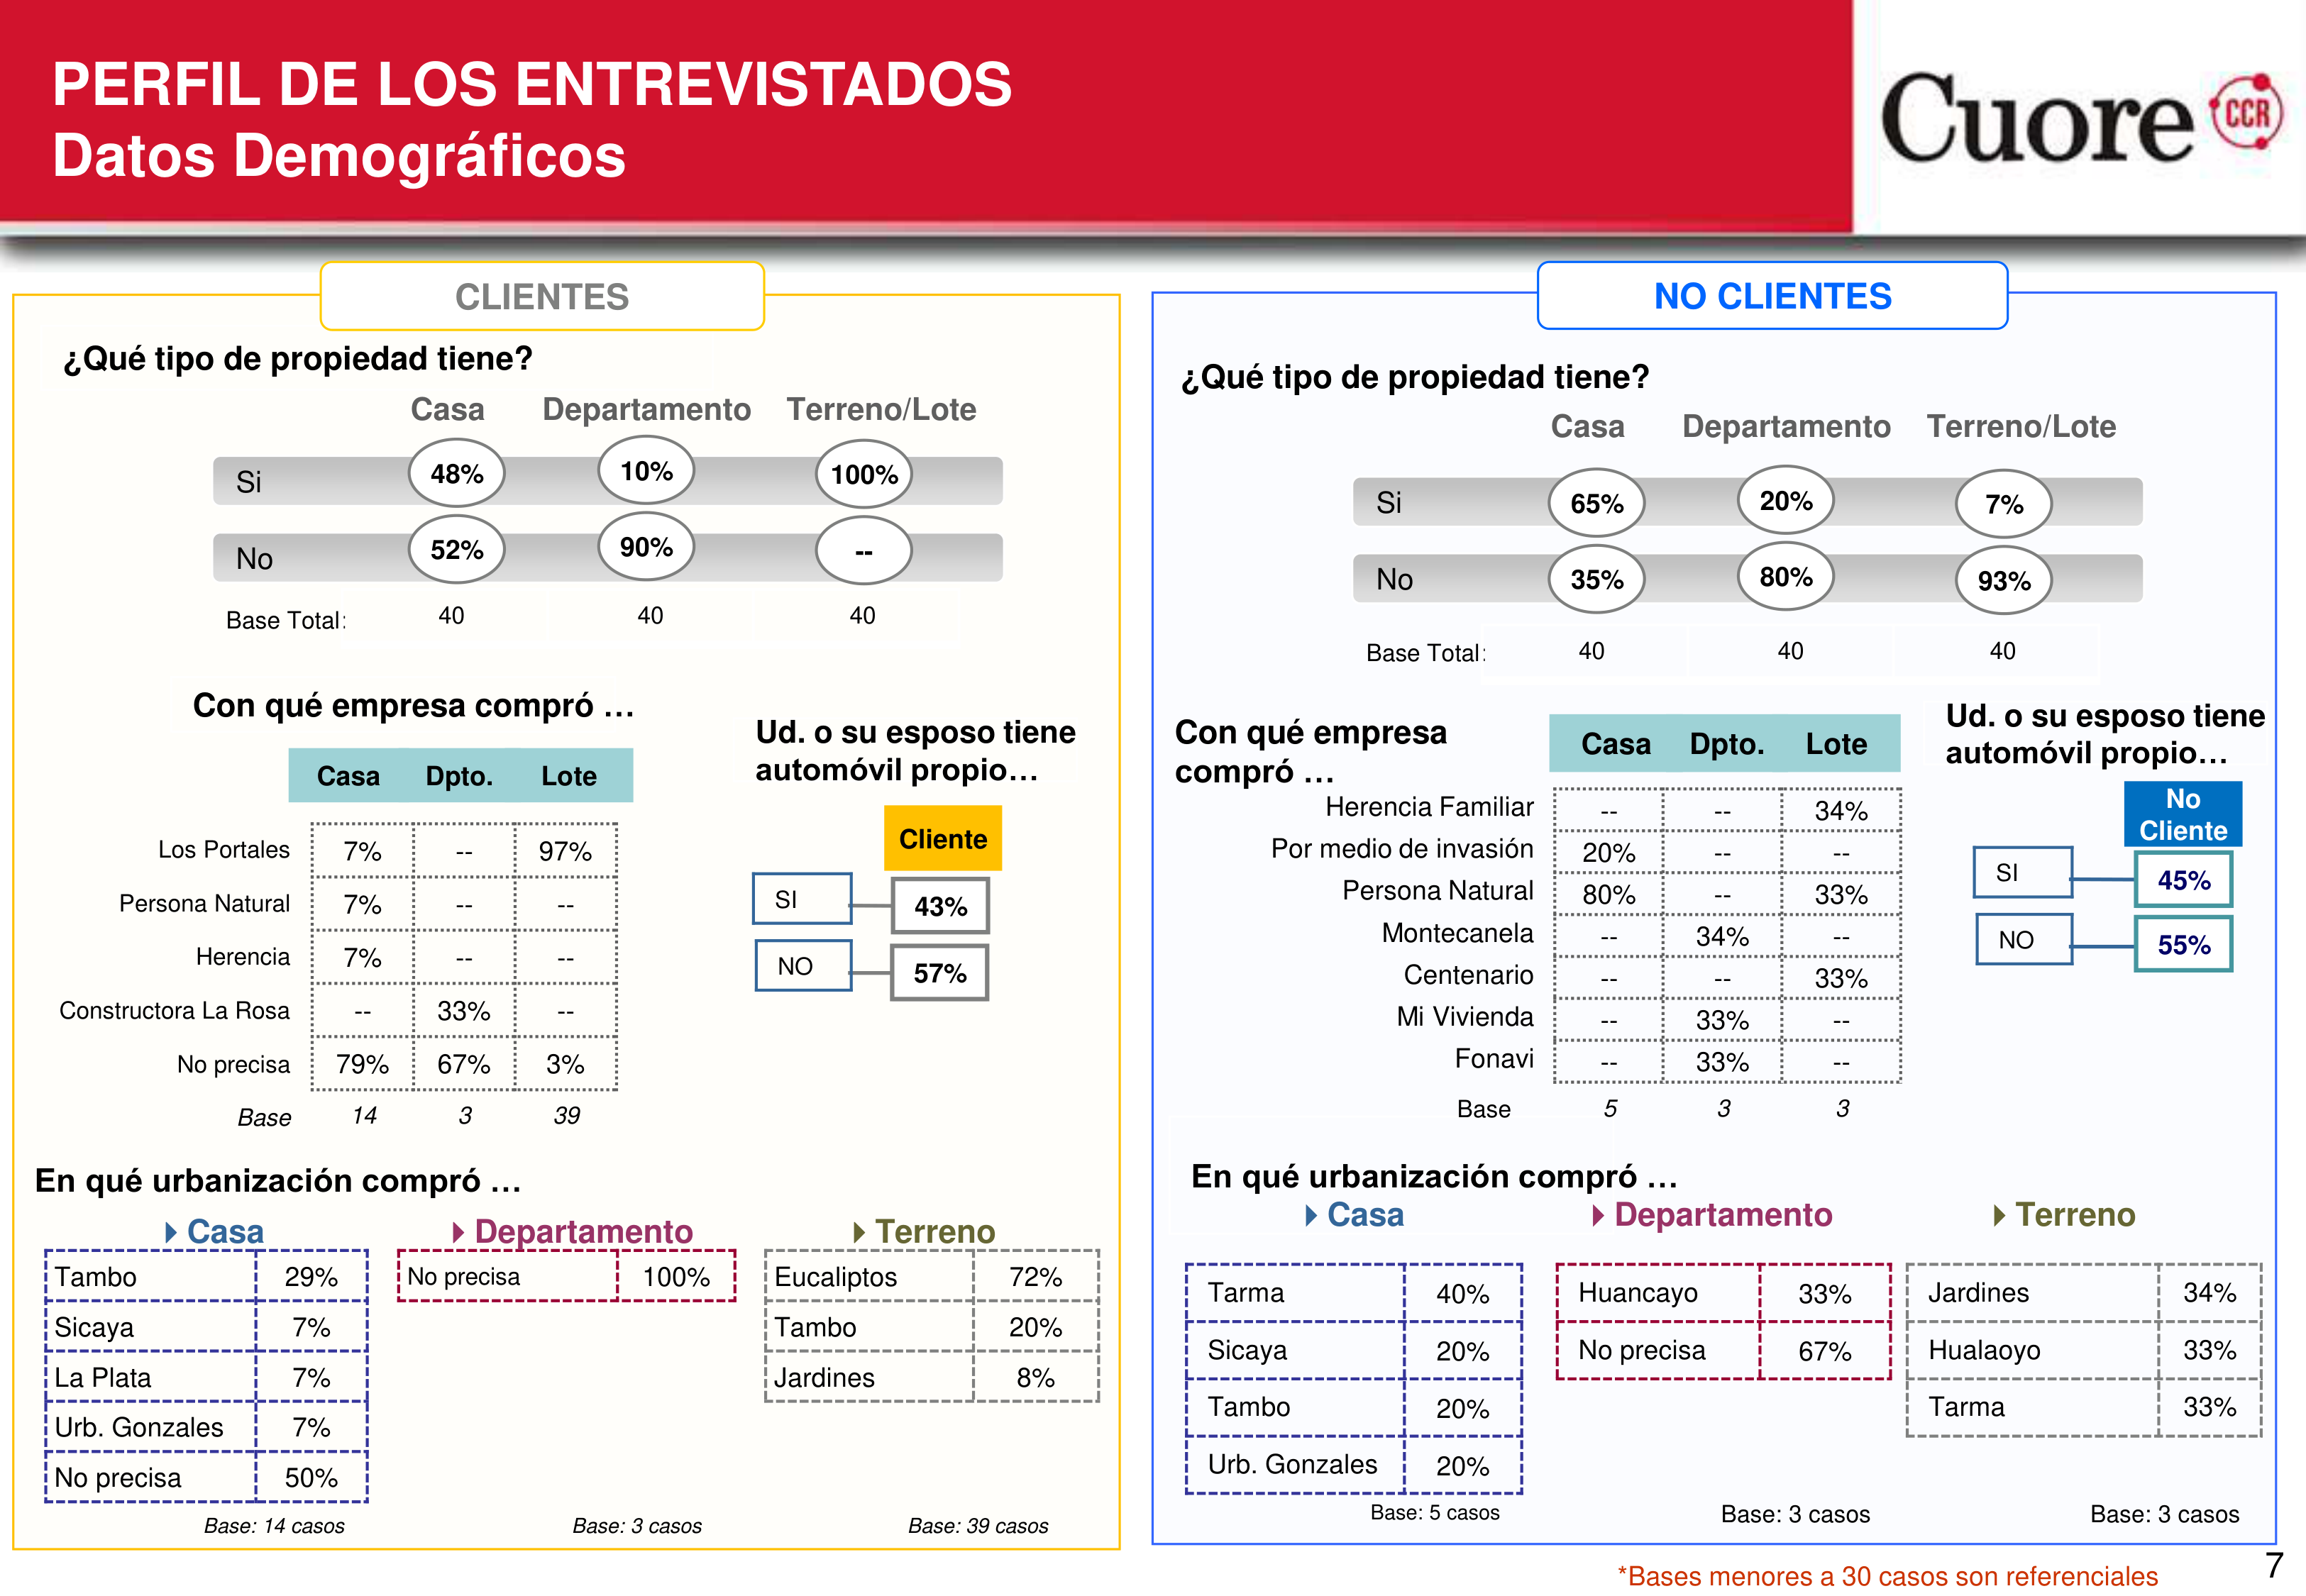 PERFIL DE LOS ENTREVISTADOS
Datos Demográficos
Cuore CCR
CLIENTES
¿Qué tipo de propiedad tiene?
Casa Departamento Terreno/Lote
Si 48% 10% 100%
No 52% 90% --
Base Total: 40 40 40
Con qué empresa compró ...
Casa Dpto. Lote
Los Portales 7% -- 97%
Persona Natural 7% -- --
Herencia 7% -- --
Constructora La Rosa -- 33% --
No precisa 79% 67% 3%
Base 14 3 39
Ud. o su esposo tiene
automóvil propio...
Cliente
SI 43%
NO 57%
En qué urbanización compró ...
Casa
Tambo 29%
Sicaya 7%
La Plata 7%
Urb. Gonzales 7%
No precisa 50%
Base: 14 casos
Departamento
No precisa 100%
Base: 3 casos
Terreno
Eucaliptos 72%
Tambo 20%
Jardines 8%
Base: 39 casos
NO CLIENTES
¿Qué tipo de propiedad tiene?
Casa Departamento Terreno/Lote
Si 65% 20% 7%
No 35% 80% 93%
Base Total: 40 40 40
Con qué empresa
compró ...
Casa Dpto. Lote
Herencia Familiar -- -- 34%
Por medio de invasión 20% -- --
Persona Natural 80% -- 33%
Montecanela -- 34% --
Centenario -- -- 33%
Mi Vivienda -- 33% --
Fonavi -- 33% --
Base 5 3 3
Ud. o su esposo tiene
automóvil propio...
No
Cliente
SI 45%
NO 55%
En qué urbanización compró ...
Casa
Tarma 40%
Sicaya 20%
Tambo 20%
Urb. Gonzales 20%
Base: 5 casos
Departamento
Huancayo 33%
No precisa 67%
Base: 3 casos
Terreno
Jardines 34%
Hualaoyo 33%
Tarma 33%
Base: 3 casos
*Bases menores a 30 casos son referenciales
7